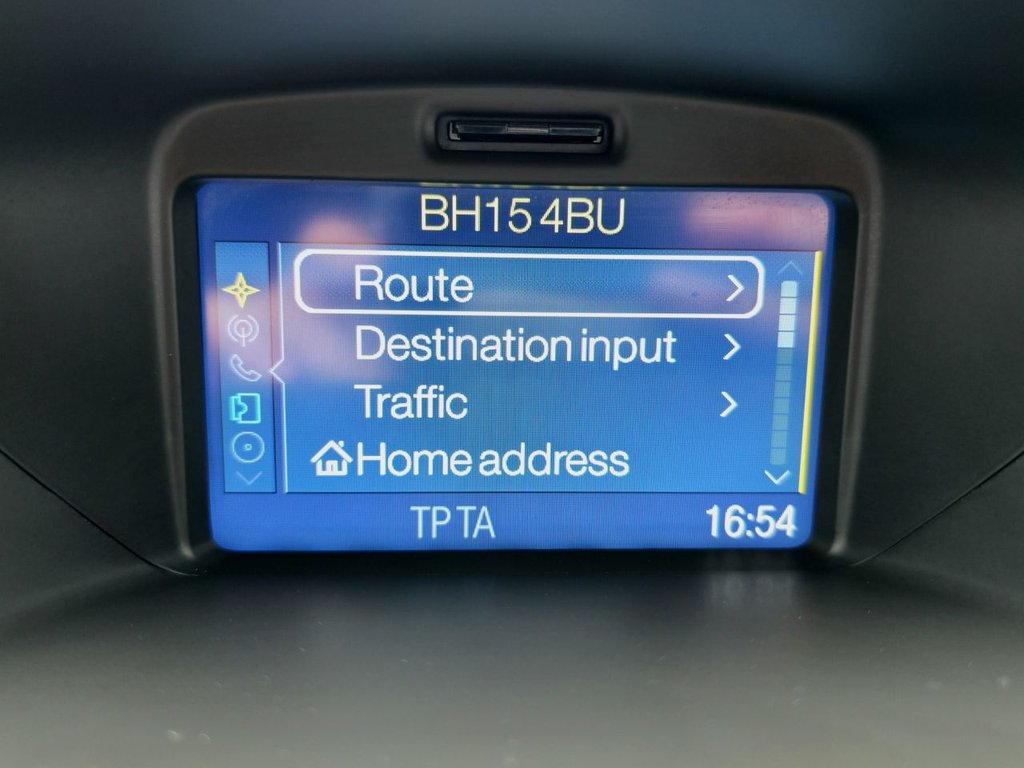 BH15 4BU
Route
Destination input
Traffic
Home address
TP TA
16:54